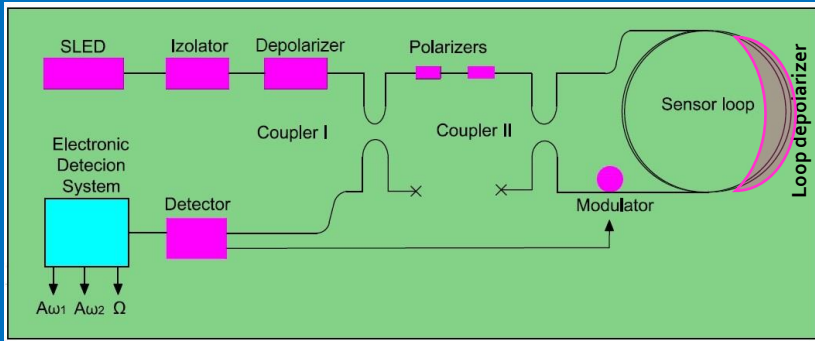 SLED
Izolator
Depolarizer
Polarizers
Coupler I
Coupler II
Sensor loop
Loop depolarizer
Electronic
Detecion
System
Detector
Modulator
Aω1
Aω2
Ω